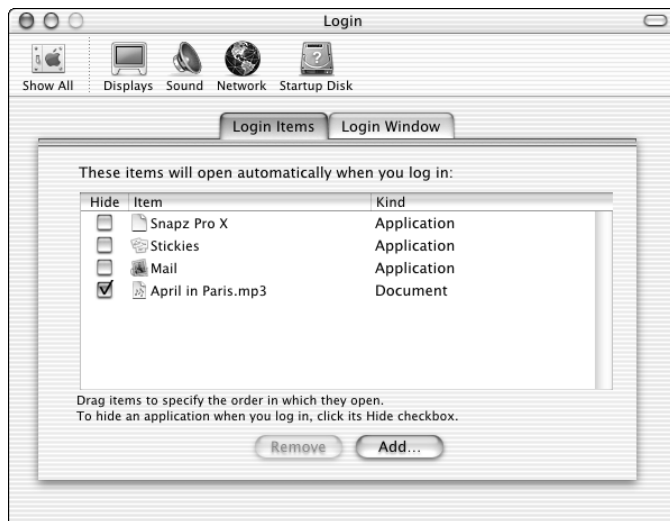 Login
Show All Displays Sound Network Startup Disk
Login Items Login Window
These items will open automatically when you log in:
Hide Item Kind
Snapz Pro X Application
Stickies Application
Mail Application
April in Paris.mp3 Document
Drag items to specify the order in which they open.
To hide an application when you log in, click its Hide checkbox.
Remove Add...